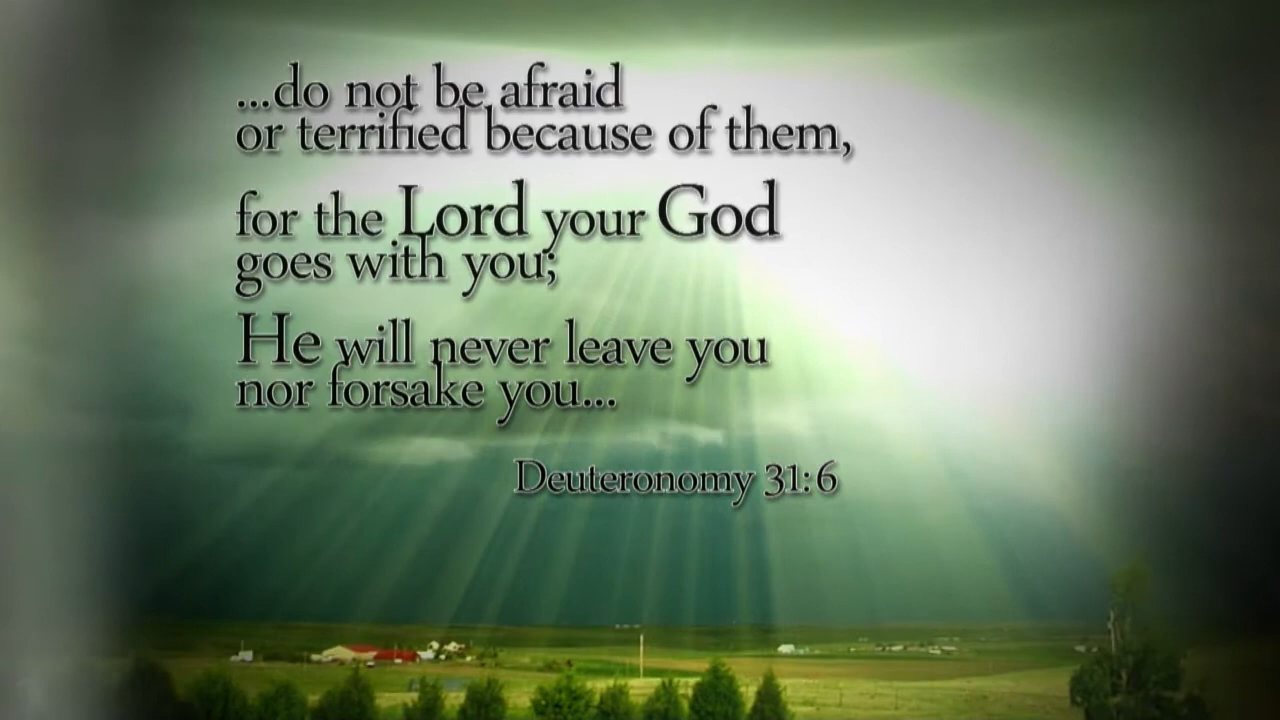 ...do not be afraid
or terrified because of them,
for the Lord your God
goes with you;
He will never leave you
nor forsake you...
Deuteronomy 31:6